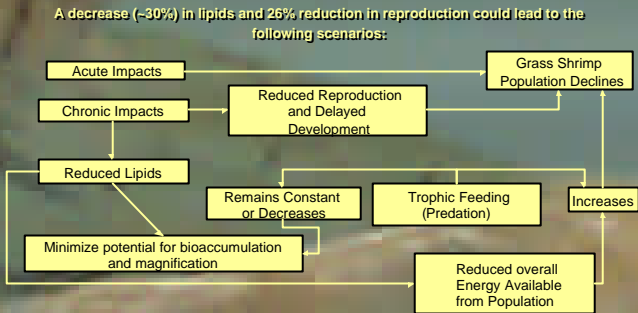 A decrease (~30%) in lipids and 26% reduction in reproduction could lead to the
following scenarios:
Acute Impacts
Grass Shrimp
Population Declines
Chronic Impacts
Reduced Reproduction
and Delayed
Development
Reduced Lipids
Remains Constant
or Decreases
Trophic Feeding
(Predation)
Increases
Minimize potential for bioaccumulation
and magnification
Reduced overall
Energy Available
from Population